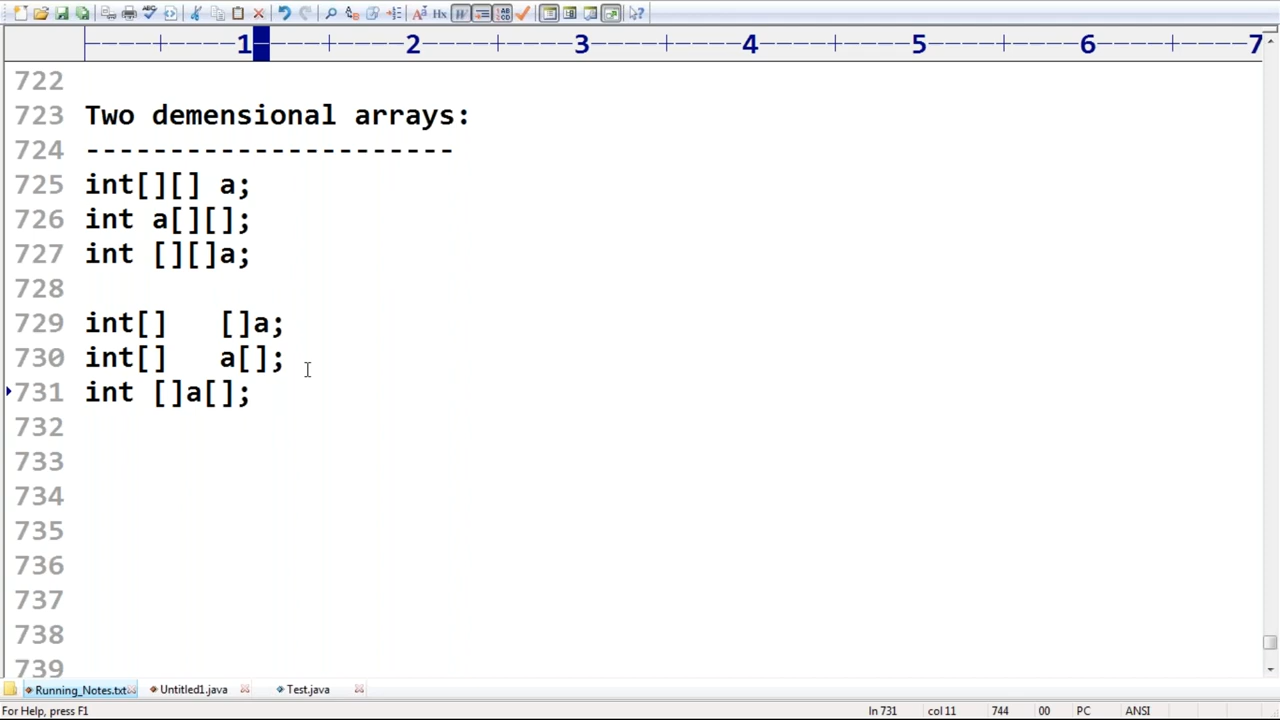 1 2 3 4 5 6 7
722
723 Two demensional arrays:
724 ----------------------
725 int[][] a;
726 int a[][];
727 int [][]a;
728
729 int[]   []a;
730 int[]   a[];
731 int []a[];
732
733
734
735
736
737
738
739
Running_Notes.txt Untitled1.java Test.java
For Help, press F1 ln 731 col 11 744 00 PC ANSI